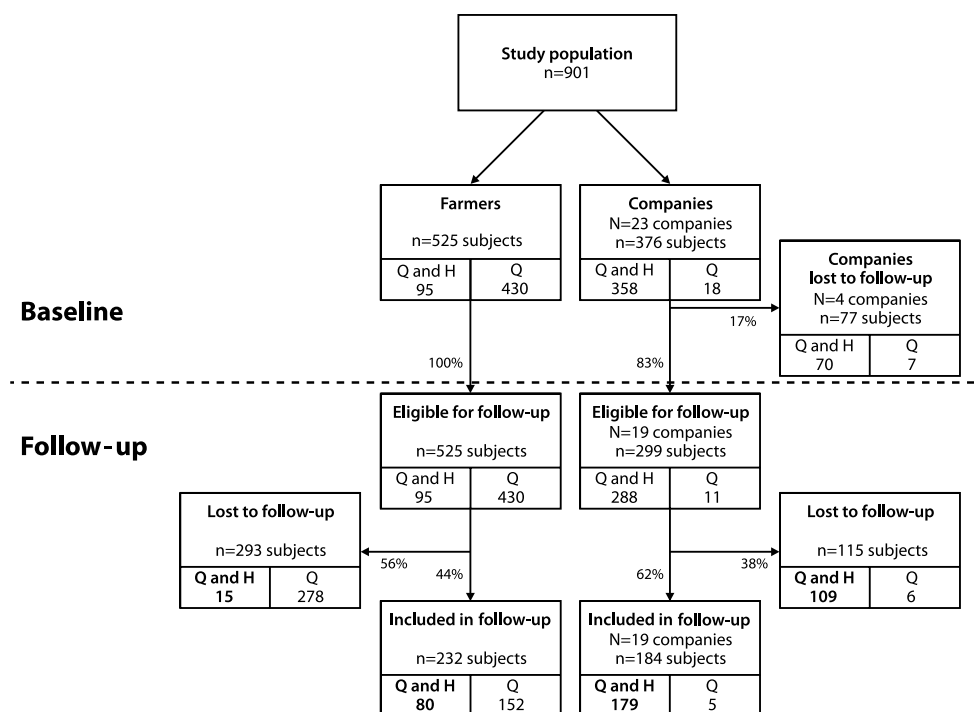 Study population
n=901
Farmers
n=525 subjects
Q and H
95
Q
430
Companies
N=23 companies
n=376 subjects
Q and H
358
Q
18
Companies
lost to follow-up
N=4 companies
n=77 subjects
Q and H
70
Q
7
17%
Baseline
100%
83%
Follow-up
Eligible for follow-up
n=525 subjects
Q and H
95
Q
430
Eligible for follow-up
N=19 companies
n=299 subjects
Q and H
288
Q
11
Lost to follow-up
n=293 subjects
Q and H
15
Q
278
56%
44%
62%
38%
Lost to follow-up
n=115 subjects
Q and H
109
Q
6
Included in follow-up
n=232 subjects
Q and H
80
Q
152
Included in follow-up
N=19 companies
n=184 subjects
Q and H
179
Q
5